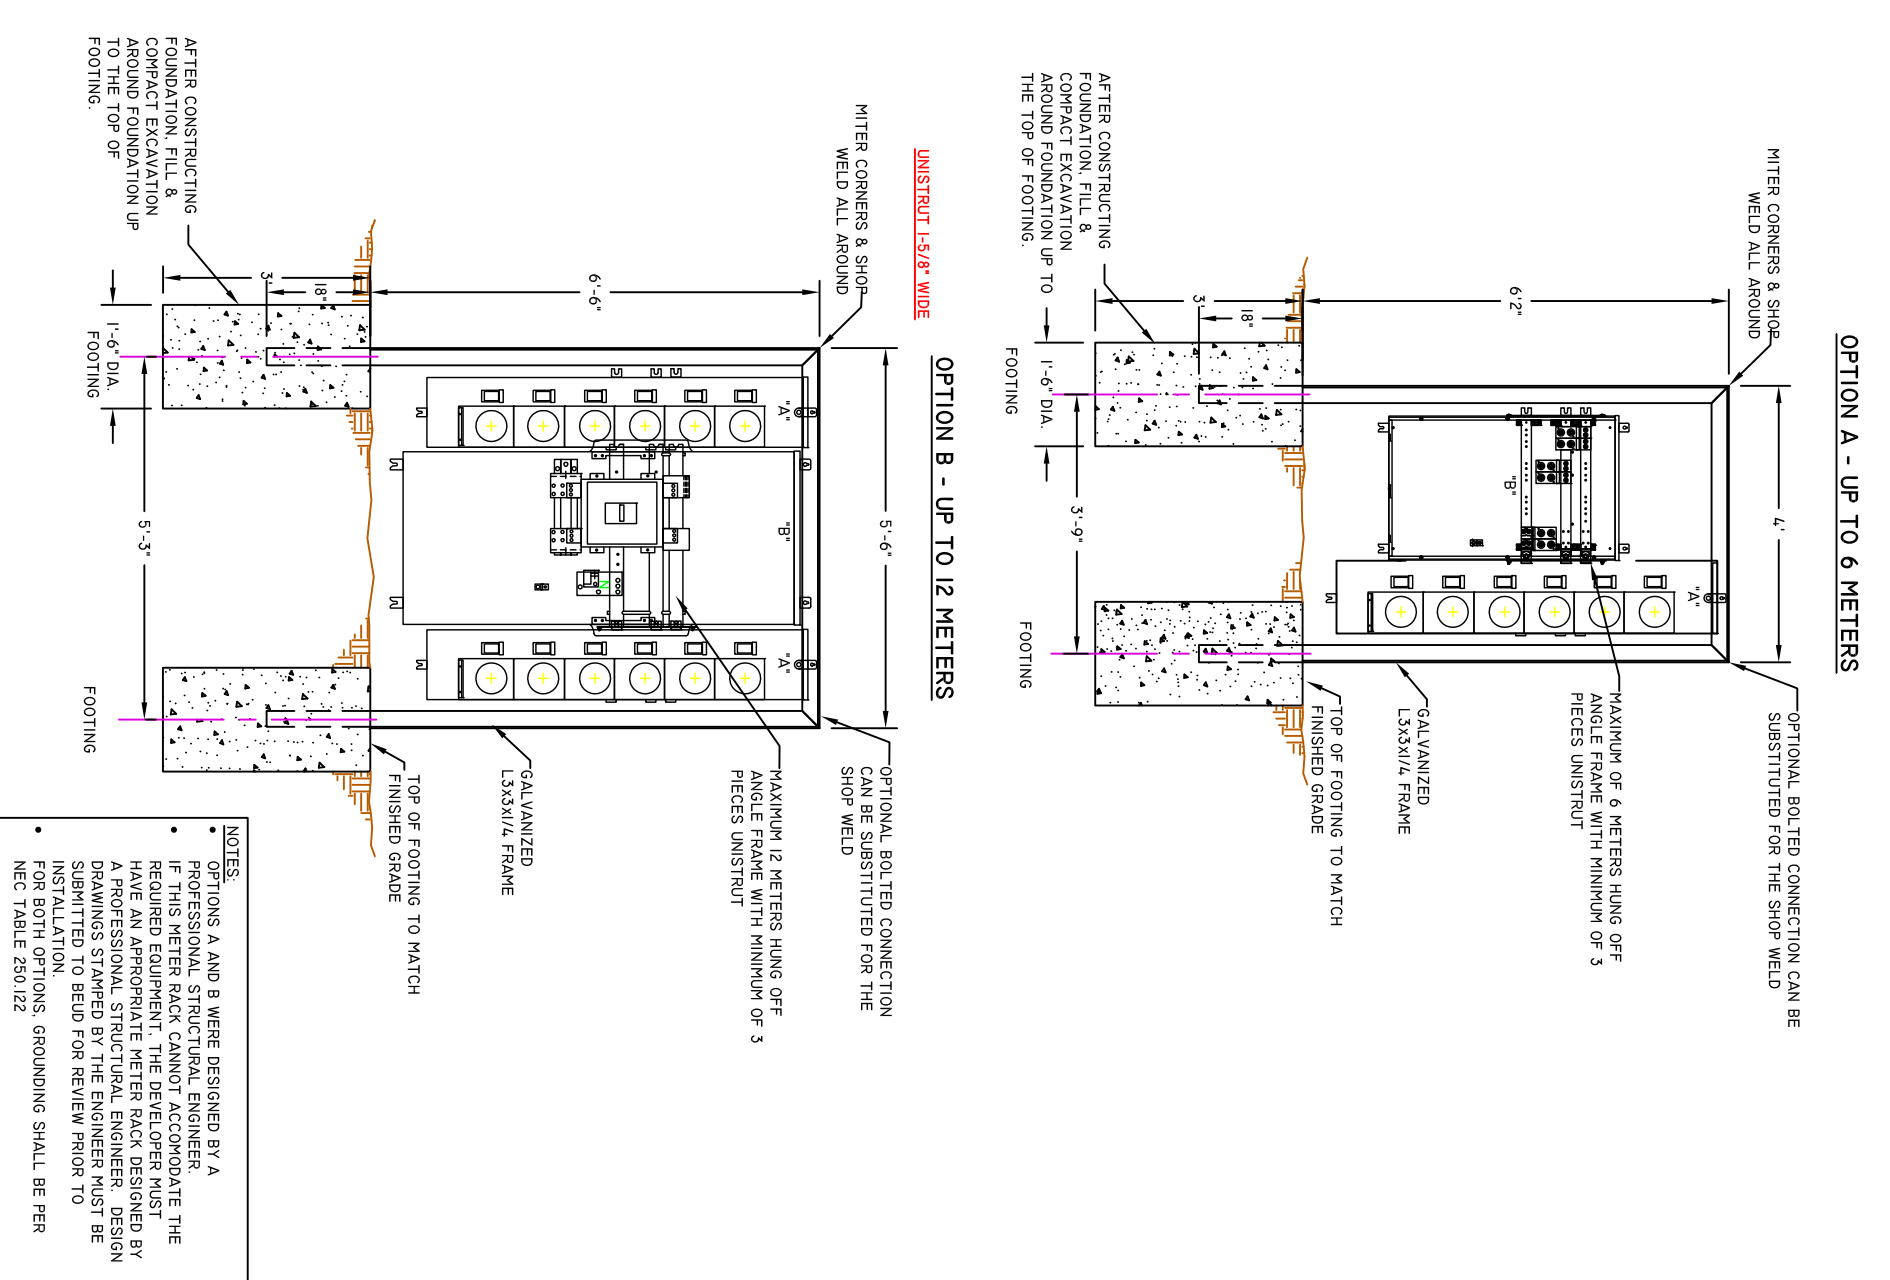 OPTION A - UP TO 6 METERS
MITER CORNERS & SHOP
WELD ALL AROUND
4'
OPTIONAL BOLTED CONNECTION CAN BE
SUBSTITUTED FOR THE SHOP WELD
6'2"
"A"
"B"
MAXIMUM OF 6 METERS HUNG OFF
ANGLE FRAME WITH MINIMUM OF 3
PIECES UNISTRUT
GALVANIZED
L3x3x1/4 FRAME
TOP OF FOOTING TO MATCH
FINISHED GRADE
18"
3'
AFTER CONSTRUCTING
FOUNDATION, FILL &
COMPACT EXCAVATION
AROUND FOUNDATION UP TO
THE TOP OF FOOTING.
1'-6" DIA.
FOOTING
3'-9"
FOOTING
OPTION B - UP TO 12 METERS
UNISTRUT 1-5/8" WIDE
MITER CORNERS & SHOP
WELD ALL AROUND
5'-6"
OPTIONAL BOLTED CONNECTION
CAN BE SUBSTITUTED FOR THE
SHOP WELD
6'-6"
"A"
"B"
"A"
N
MAXIMUM 12 METERS HUNG OFF
ANGLE FRAME WITH MINIMUM OF 3
PIECES UNISTRUT
GALVANIZED
L3x3x1/4 FRAME
TOP OF FOOTING TO MATCH
FINISHED GRADE
18"
3'
AFTER CONSTRUCTING
FOUNDATION, FILL &
COMPACT EXCAVATION
AROUND FOUNDATION UP
TO THE TOP OF
FOOTING.
1'-6" DIA.
FOOTING
5'-3"
FOOTING
NOTES:
• OPTIONS A AND B WERE DESIGNED BY A
PROFESSIONAL STRUCTURAL ENGINEER.
• IF THIS METER RACK CANNOT ACCOMODATE THE
REQUIRED EQUIPMENT, THE DEVELOPER MUST
HAVE AN APPROPRIATE METER RACK DESIGNED BY
A PROFESSIONAL STRUCTURAL ENGINEER. DESIGN
DRAWINGS STAMPED BY THE ENGINEER MUST BE
SUBMITTED TO BEUD FOR REVIEW PRIOR TO
INSTALLATION.
• FOR BOTH OPTIONS, GROUNDING SHALL BE PER
NEC TABLE 250.122